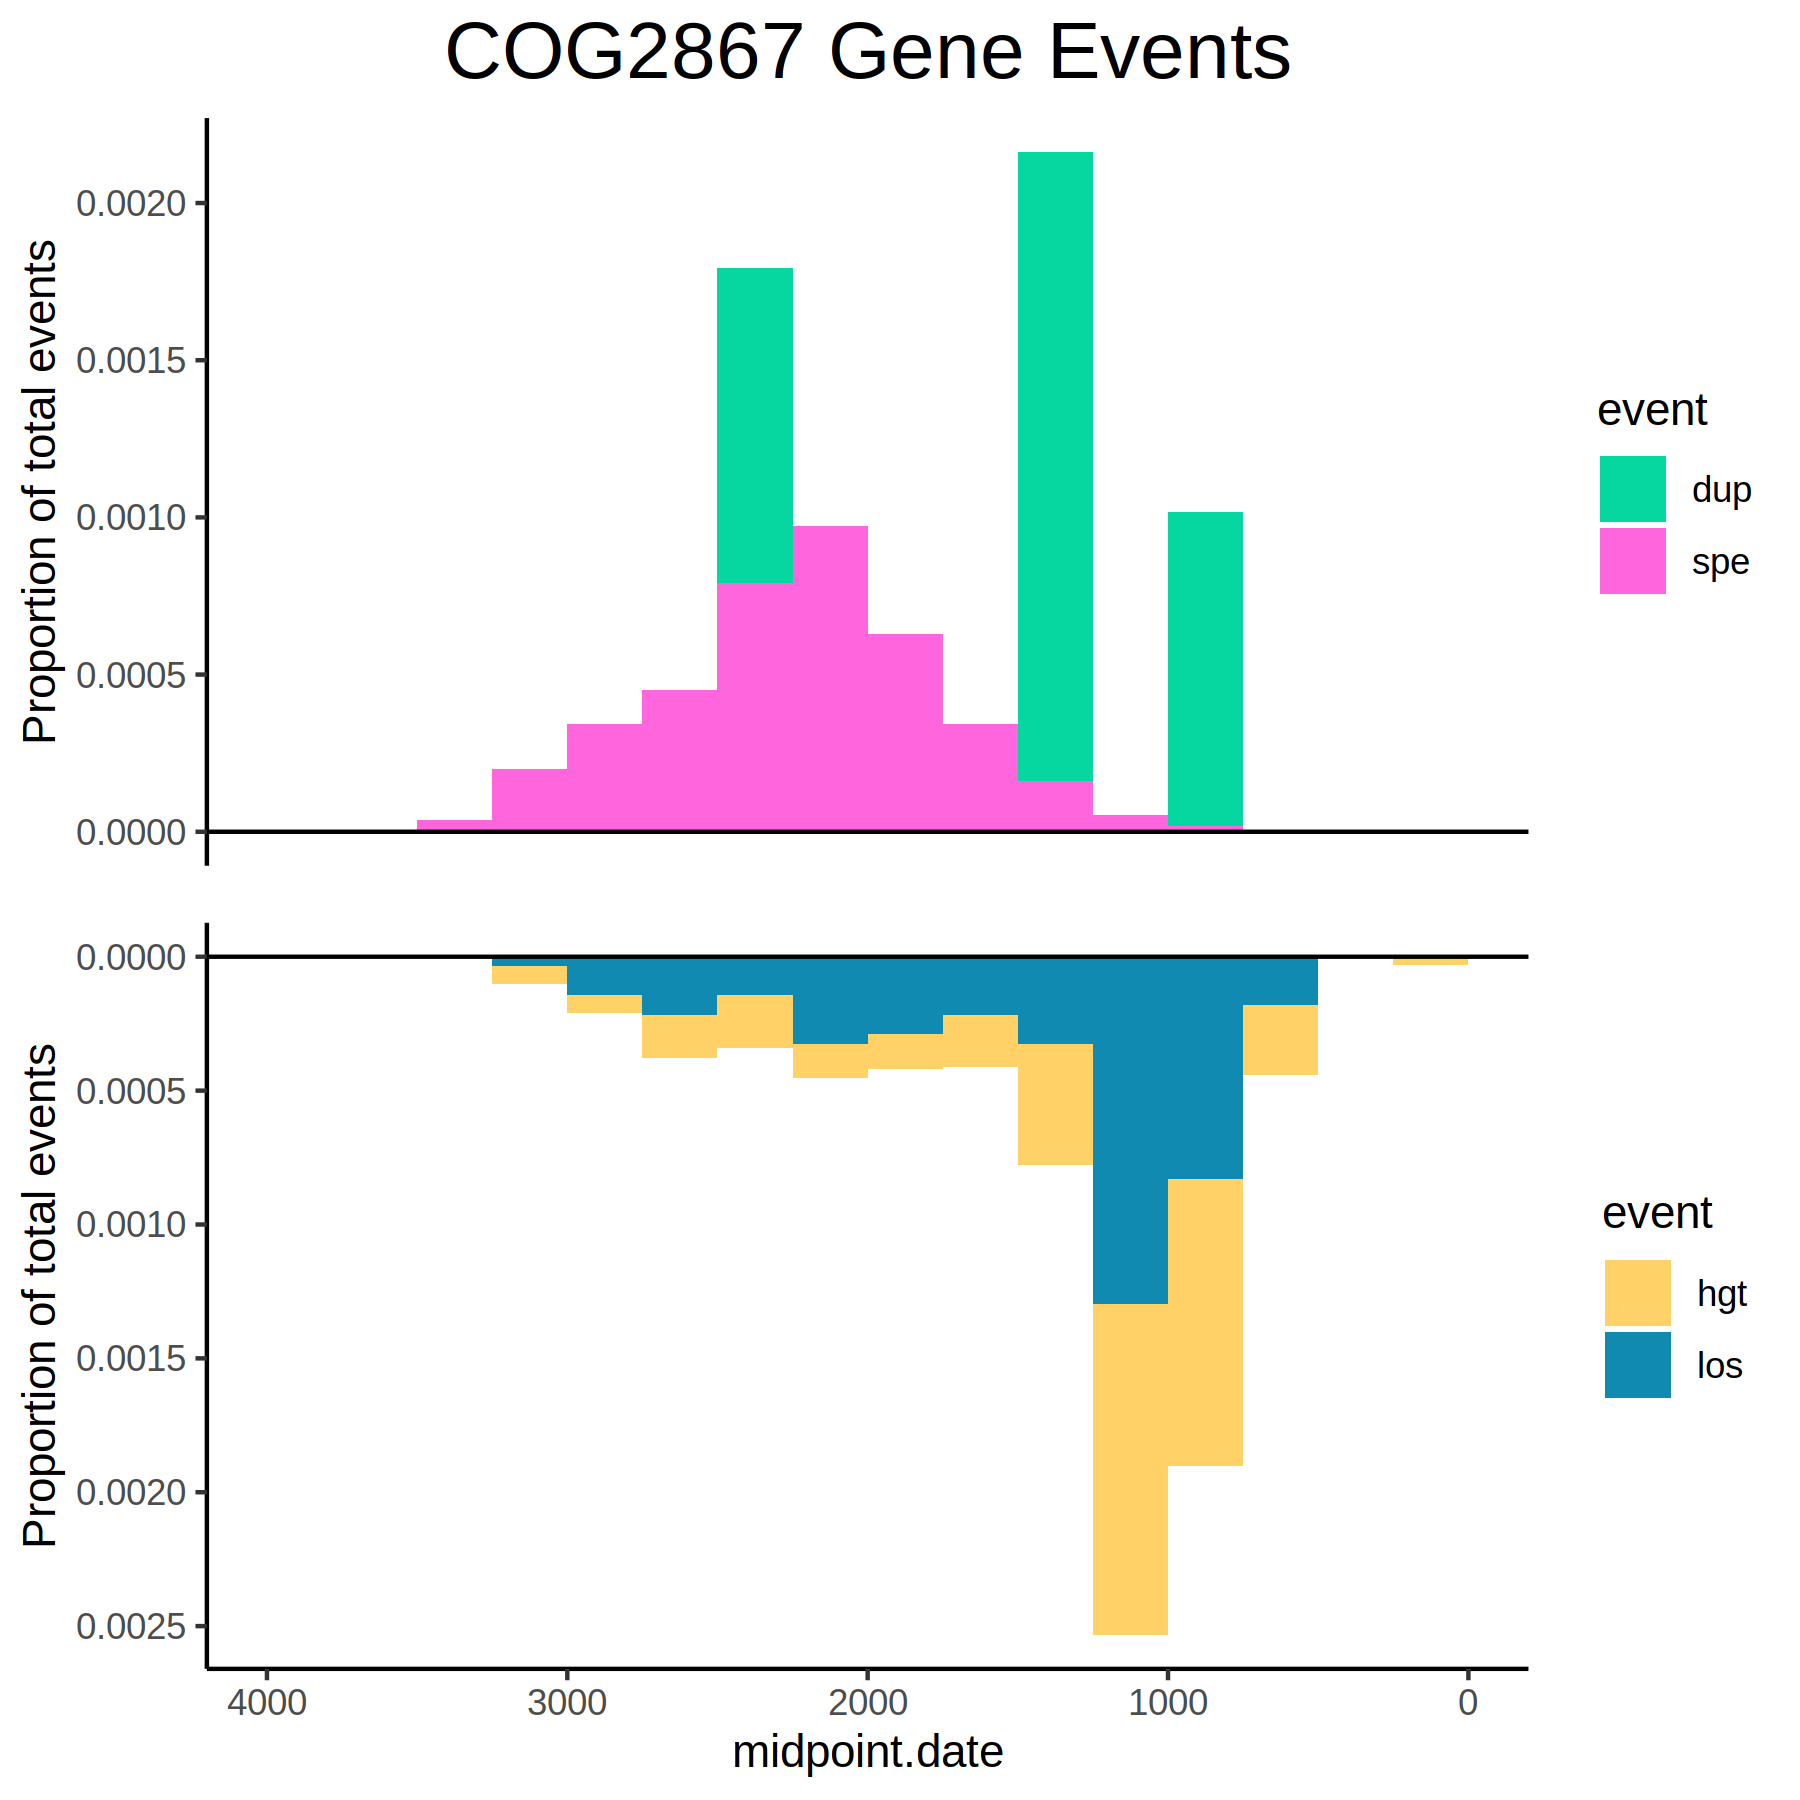 COG2867 Gene Events
Proportion of total events
0.0020
0.0015
0.0010
0.0005
0.0000
event
dup
spe
Proportion of total events
0.0000
0.0005
0.0010
0.0015
0.0020
0.0025
event
hgt
los
4000 3000 2000 1000 0
midpoint.date